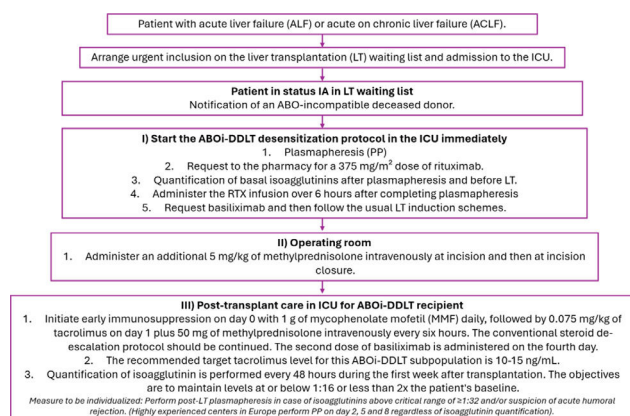 Patient with acute liver failure (ALF) or acute on chronic liver failure (ACLF).
Arrange urgent inclusion on the liver transplantation (LT) waiting list and admission to the ICU.
Patient in status IA in LT waiting list
Notification of an ABO-incompatible deceased donor.
I) Start the ABOi-DDLT desensitization protocol in the ICU immediately
1. Plasmapheresis (PP)
2. Request to the pharmacy for a 375 mg/m² dose of rituximab.
3. Quantification of basal isoagglutinins after plasmapheresis and before LT.
4. Administer the RTX infusion over 6 hours after completing plasmapheresis
5. Request basiliximab and then follow the usual LT induction schemes.
II) Operating room
1. Administer an additional 5 mg/kg of methylprednisolone intravenously at incision and then at incision
closure.
III) Post-transplant care in ICU for ABOi-DDLT recipient
1. Initiate early immunosuppression on day 0 with 1 g of mycophenolate mofetil (MMF) daily, followed by 0.075 mg/kg of
tacrolimus on day 1 plus 50 mg of methylprednisolone intravenously every six hours. The conventional steroid de-
escalation protocol should be continued. The second dose of basiliximab is administered on the fourth day.
2. The recommended target tacrolimus level for this ABOi-DDLT subpopulation is 10-15 ng/mL.
3. Quantification of isoagglutinin is performed every 48 hours during the first week after transplantation. The objectives
are to maintain levels at or below 1:16 or less than 2x the patient's baseline.
Measure to be individualized: Perform post-LT plasmapheresis in case of isoagglutinins above critical range of ≥1:32 and/or suspicion of acute humoral
rejection. (Highly experienced centers in Europe perform PP on day 2, 5 and 8 regardless of isoagglutinin quantification).